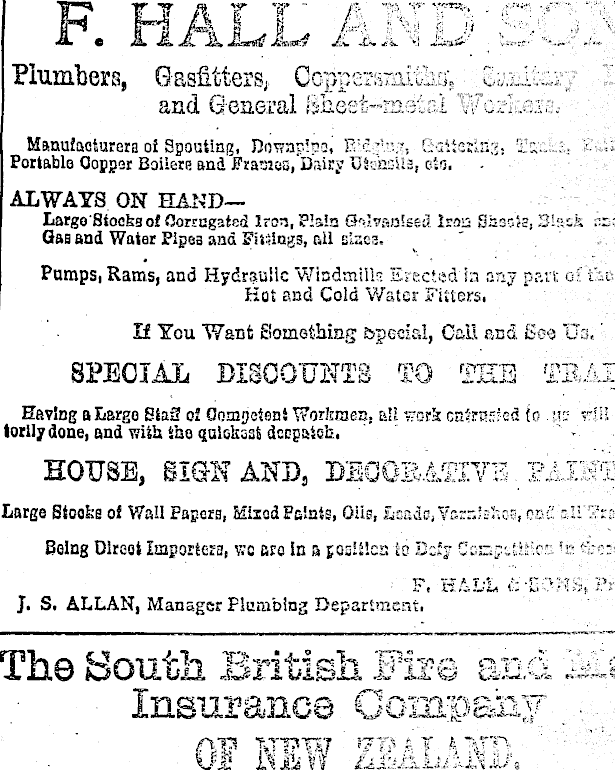 F. HALL AND SON
Plumbers, Gasfitters, Coppersmiths, Sanitary
and General Sheet-metal Workers.
Manufacturers of Spouting, Downpipe, Ridging, Guttering, Tanks,
Portable Copper Boilers and Frames, Dairy Utensils, etc.
ALWAYS ON HAND—
Large Stocks of Corrugated Iron, Plain Galvanised Iron Sheets, Black and
Gas and Water Pipes and Fittings, all sizes.
Pumps, Rams, and Hydraulic Windmills Erected in any part of the
Hot and Cold Water Fitters.
If You Want Something Special, Call and See Us.
SPECIAL DISCOUNTS TO THE TRA
Having a Large Staff of Competent Workmen, all work entrusted to us will
torily done, and with the quickest despatch.
HOUSE, SIGN AND, DECORATIVE PAINT
Large Stocks of Wall Papers, Mixed Paints, Oils, Leads, Varnishes, and all
Being Direct Importers, we are in a position to Defy Competition in these
F. HALL & SONS, Pr
J. S. ALLAN, Manager Plumbing Department.
The South British Fire and Ma
Insurance Company
OF NEW ZEALAND.